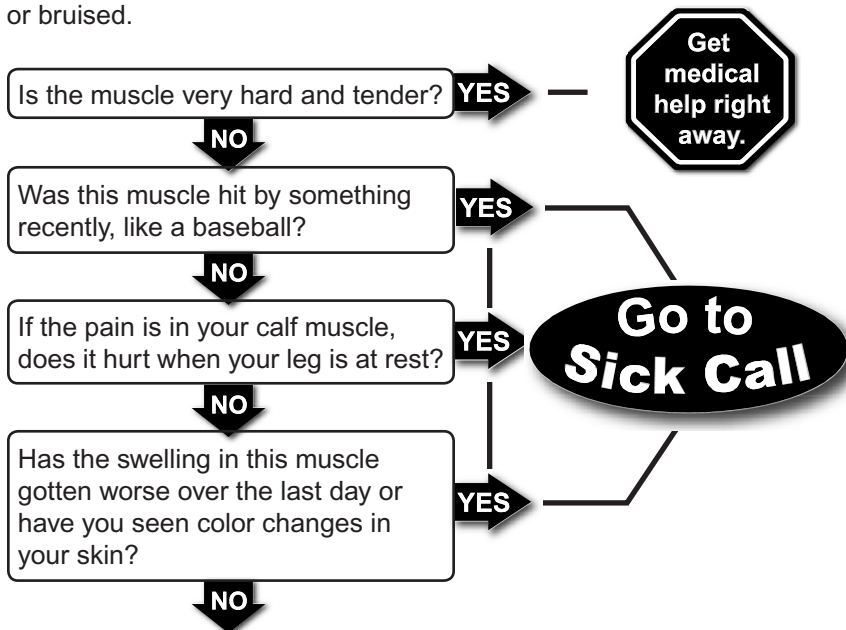 or bruised.
Is the muscle very hard and tender?
YES
Get
medical
help right
away.
NO
Was this muscle hit by something
recently, like a baseball?
YES
NO
If the pain is in your calf muscle,
does it hurt when your leg is at rest?
YES
Go to
Sick Call
NO
Has the swelling in this muscle
gotten worse over the last day or
have you seen color changes in
your skin?
YES
NO